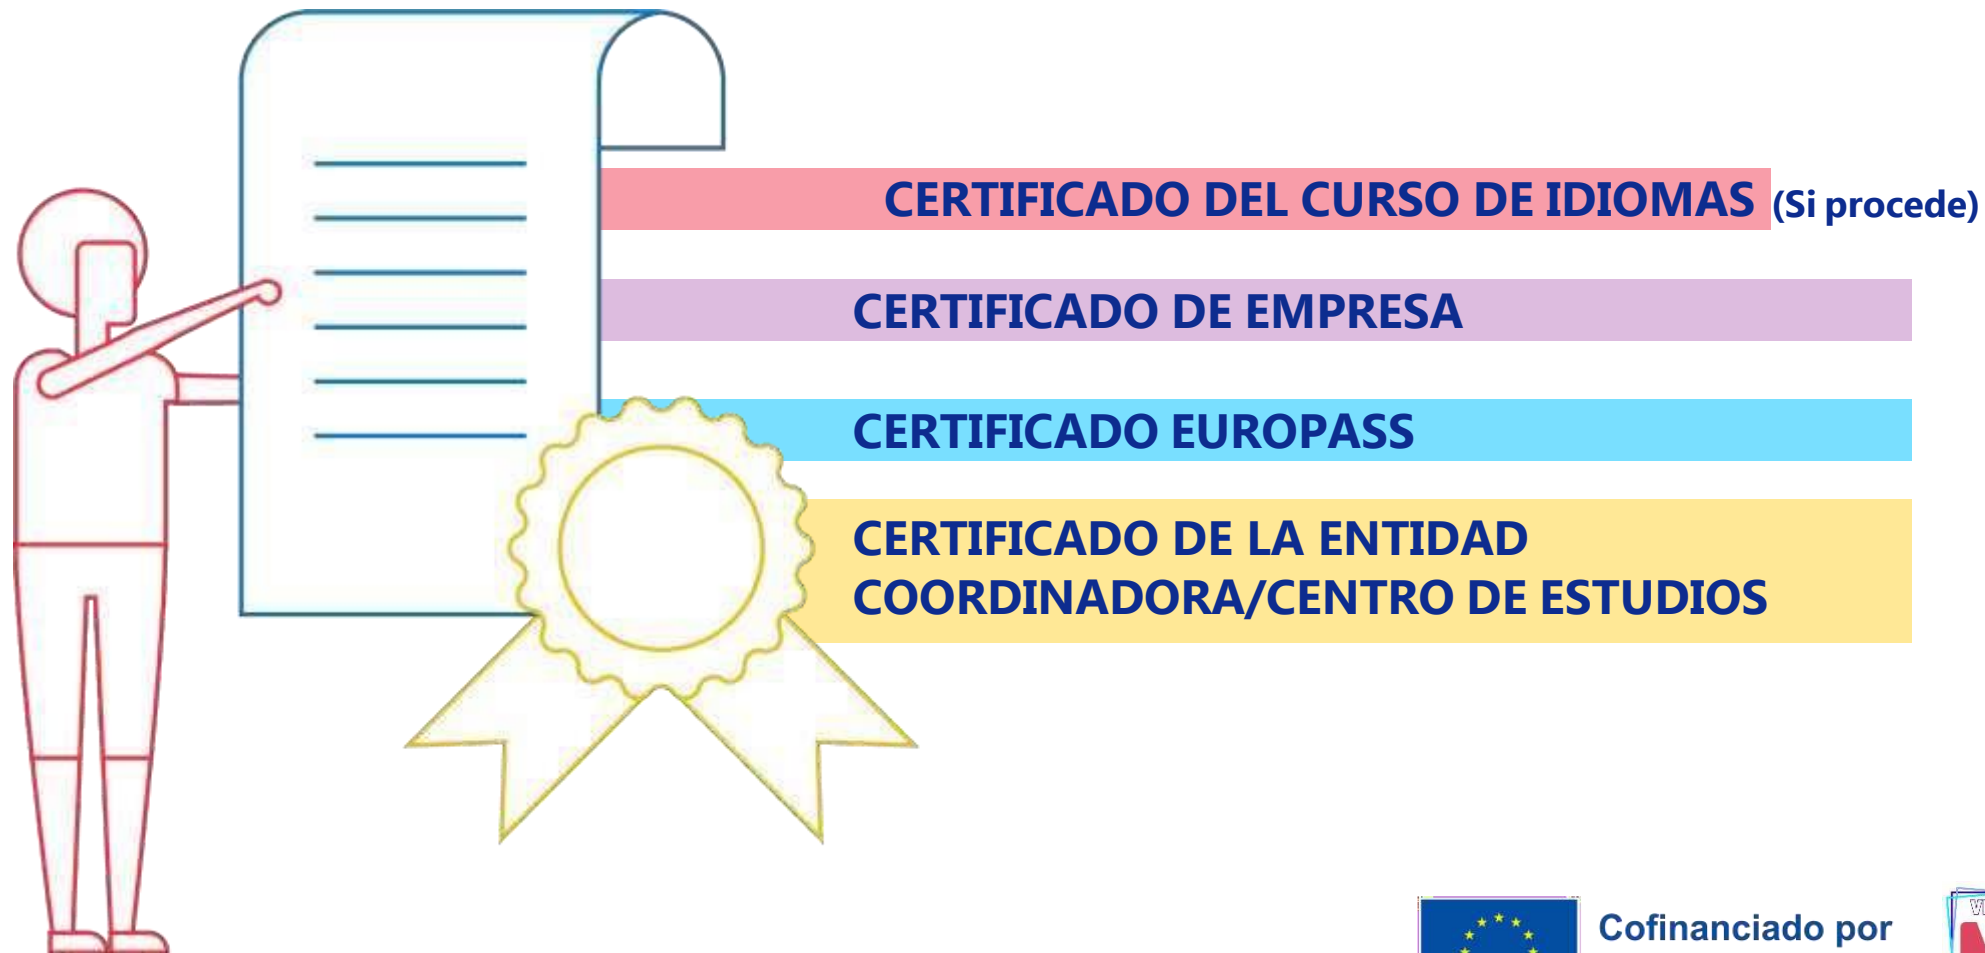 CERTIFICADO DEL CURSO DE IDIOMAS (Si procede)
CERTIFICADO DE EMPRESA
CERTIFICADO EUROPASS
CERTIFICADO DE LA ENTIDAD
COORDINADORA/CENTRO DE ESTUDIOS
Cofinanciado por